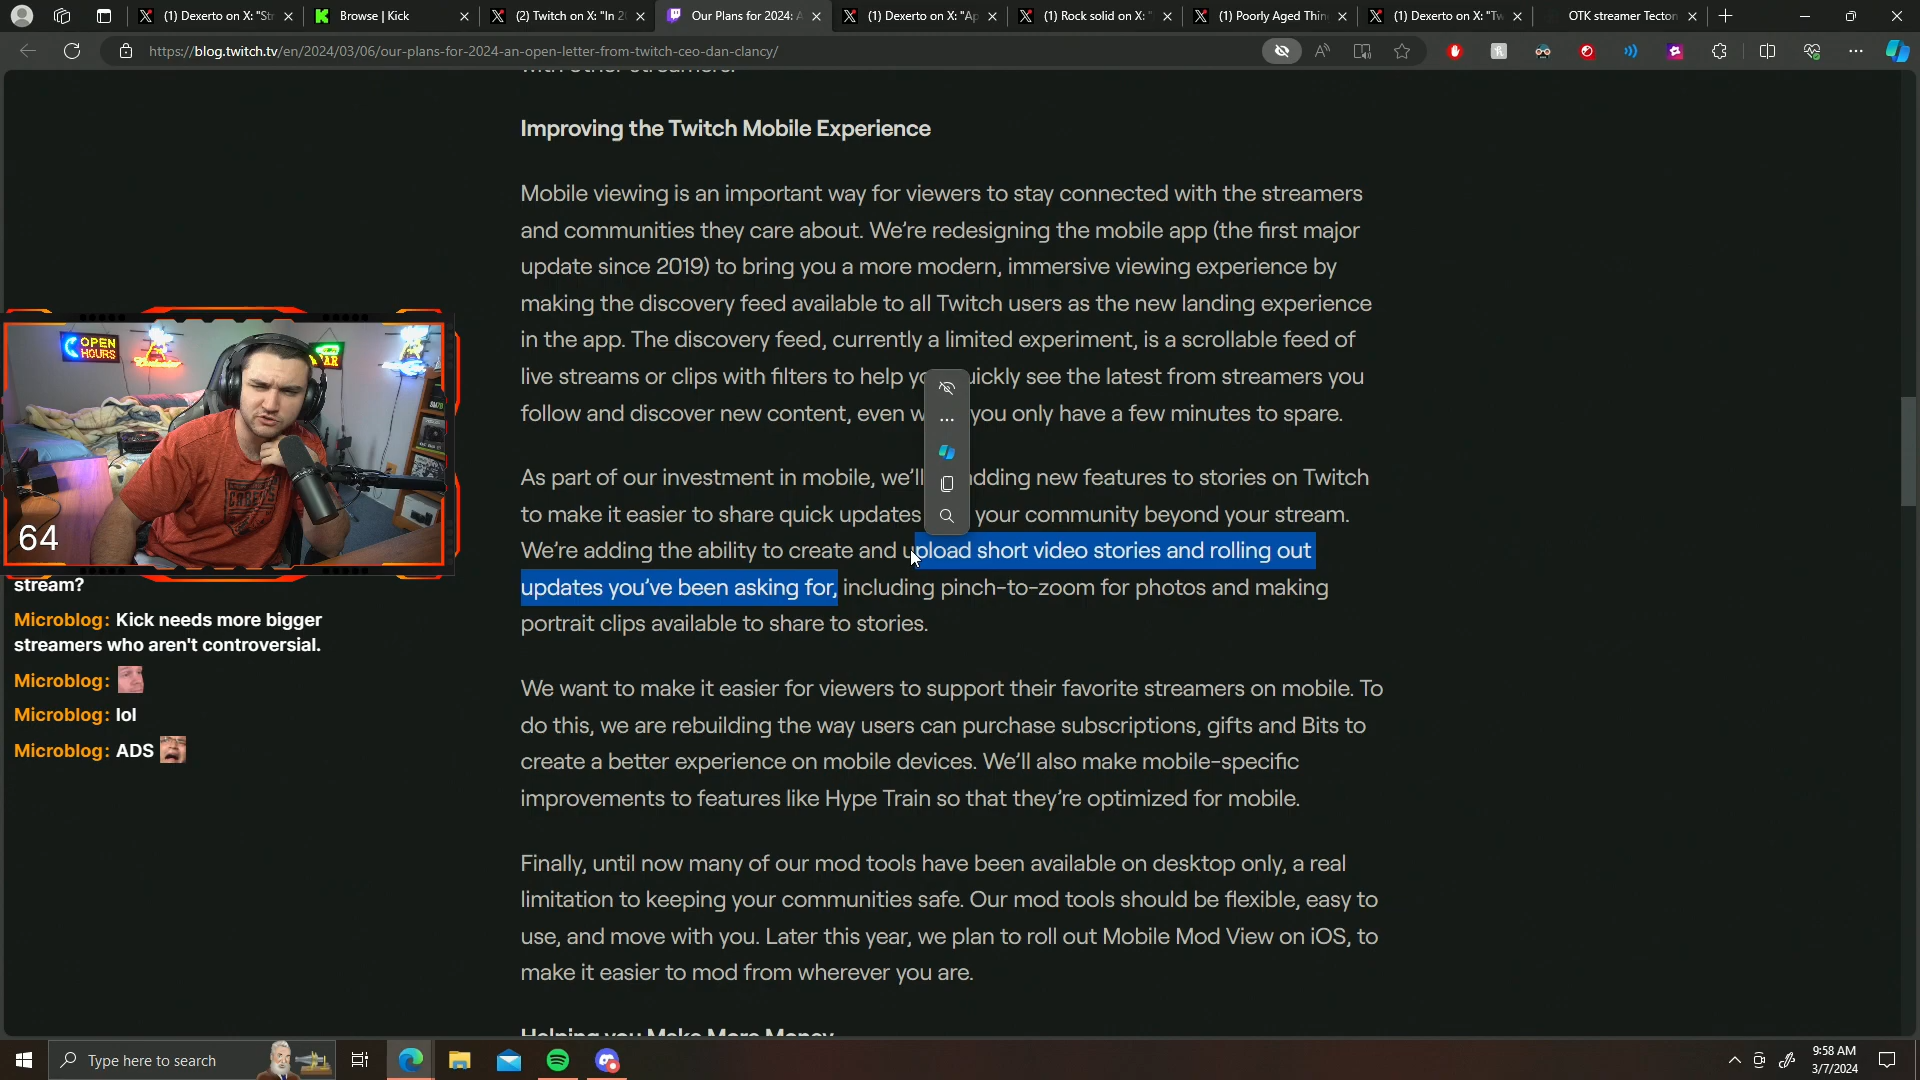 (1) Dexerto on X: "Str
Browse | Kick
(2) Twitch on X: "In 2
Our Plans for 2024: A
(1) Dexerto on X: "Ap
(1) Rock solid on X: "
(1) Poorly Aged Thin
(1) Dexerto on X: "Tw
OTK streamer Tecton
https://blog.twitch.tv/en/2024/03/06/our-plans-for-2024-an-open-letter-from-twitch-ceo-dan-clancy/
with other streamers.
Improving the Twitch Mobile Experience
Mobile viewing is an important way for viewers to stay connected with the streamers
and communities they care about. We're redesigning the mobile app (the first major
update since 2019) to bring you a more modern, immersive viewing experience by
making the discovery feed available to all Twitch users as the new landing experience
in the app. The discovery feed, currently a limited experiment, is a scrollable feed of
live streams or clips with filters to help yo uickly see the latest from streamers you
follow and discover new content, even w you only have a few minutes to spare.
As part of our investment in mobile, we'll dding new features to stories on Twitch
to make it easier to share quick updates your community beyond your stream.
We're adding the ability to create and upload short video stories and rolling out
updates you've been asking for, including pinch-to-zoom for photos and making
portrait clips available to share to stories.
We want to make it easier for viewers to support their favorite streamers on mobile. To
do this, we are rebuilding the way users can purchase subscriptions, gifts and Bits to
create a better experience on mobile devices. We'll also make mobile-specific
improvements to features like Hype Train so that they're optimized for mobile.
Finally, until now many of our mod tools have been available on desktop only, a real
limitation to keeping your communities safe. Our mod tools should be flexible, easy to
use, and move with you. Later this year, we plan to roll out Mobile Mod View on iOS, to
make it easier to mod from wherever you are.
Helping you Make More Money
OPEN
HOURS
64
stream?
Microblog: Kick needs more bigger
streamers who aren't controversial.
Microblog:
Microblog: lol
Microblog: ADS
Type here to search
9:58 AM
3/7/2024